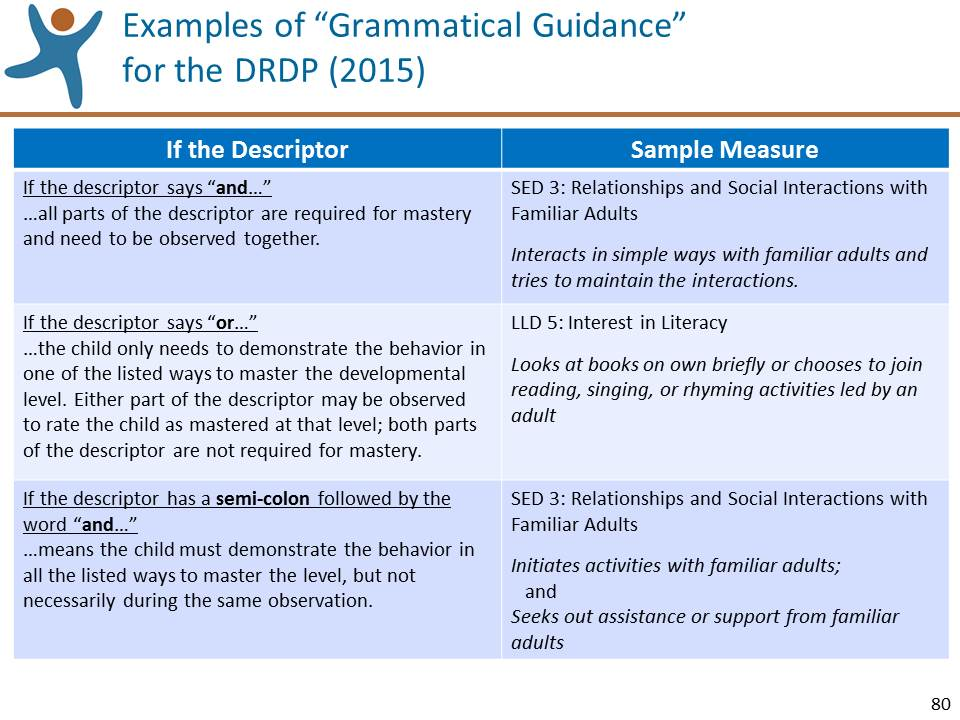 Examples of “Grammatical Guidance”
for the DRDP (2015)
If the Descriptor
Sample Measure
If the descriptor says “and…”
…all parts of the descriptor are required for mastery
and need to be observed together.
SED 3: Relationships and Social Interactions with
Familiar Adults
Interacts in simple ways with familiar adults and
tries to maintain the interactions.
If the descriptor says “or…”
…the child only needs to demonstrate the behavior in
one of the listed ways to master the developmental
level. Either part of the descriptor may be observed
to rate the child as mastered at that level; both parts
of the descriptor are not required for mastery.
LLD 5: Interest in Literacy
Looks at books on own briefly or chooses to join
reading, singing, or rhyming activities led by an
adult
If the descriptor has a semi-colon followed by the
word “and…”
…means the child must demonstrate the behavior in
all the listed ways to master the level, but not
necessarily during the same observation.
SED 3: Relationships and Social Interactions with
Familiar Adults
Initiates activities with familiar adults;
and
Seeks out assistance or support from familiar
adults
80